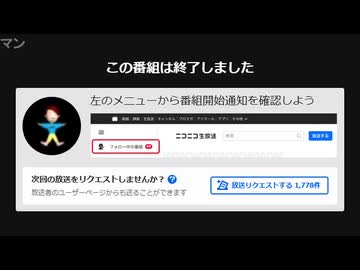 マン
この番組は終了しました
左のメニューから番組開始通知を確認しよう
ニコニコ生放送
検索
放送する
フォロー中の番組
次回の放送をリクエストしませんか？ ?
放送者のユーザーページからも送ることができます
放送リクエストする 1,778件